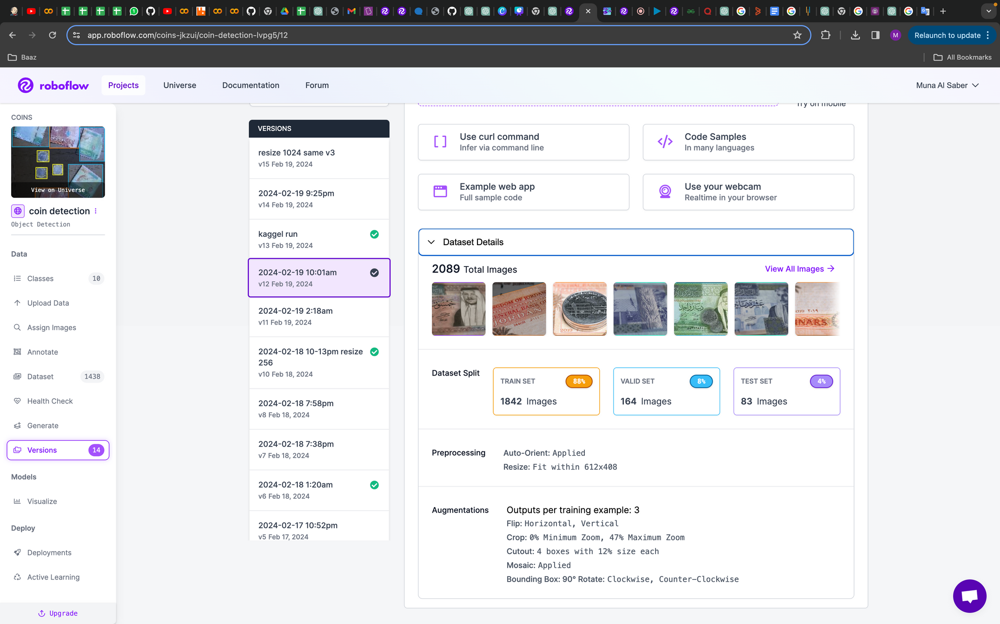 app.roboflow.com/coins-jkzui/coin-detection-lvpg5/12
M
Relaunch to update
Baaz
All Bookmarks
roboflow
Projects
Universe
Documentation
Forum
Muna Al Saber
COINS
View on Universe
coin detection
Object Detection
Data
Classes 10
Upload Data
Assign Images
Annotate
Dataset 1438
Health Check
Generate
Versions 14
Models
Visualize
Deploy
Deployments
Active Learning
Upgrade
VERSIONS
resize 1024 same v3
v15 Feb 19, 2024
2024-02-19 9:25pm
v14 Feb 19, 2024
kaggel run
v13 Feb 19, 2024
2024-02-19 10:01am
v12 Feb 19, 2024
2024-02-19 2:18am
v11 Feb 19, 2024
2024-02-18 10-13pm resize
256
v10 Feb 18, 2024
2024-02-18 7:58pm
v8 Feb 18, 2024
2024-02-18 7:38pm
v7 Feb 18, 2024
2024-02-18 1:20am
v6 Feb 18, 2024
2024-02-17 10:52pm
v5 Feb 17, 2024
Try on mobile
Use curl command
Infer via command line
Code Samples
In many languages
Example web app
Full sample code
Use your webcam
Realtime in your browser
Dataset Details
2089 Total Images
View All Images →
Dataset Split
TRAIN SET 88%
1842 Images
VALID SET 8%
164 Images
TEST SET 4%
83 Images
Preprocessing
Auto-Orient: Applied
Resize: Fit within 612x408
Augmentations
Outputs per training example: 3
Flip: Horizontal, Vertical
Crop: 0% Minimum Zoom, 47% Maximum Zoom
Cutout: 4 boxes with 12% size each
Mosaic: Applied
Bounding Box: 90° Rotate: Clockwise, Counter-Clockwise